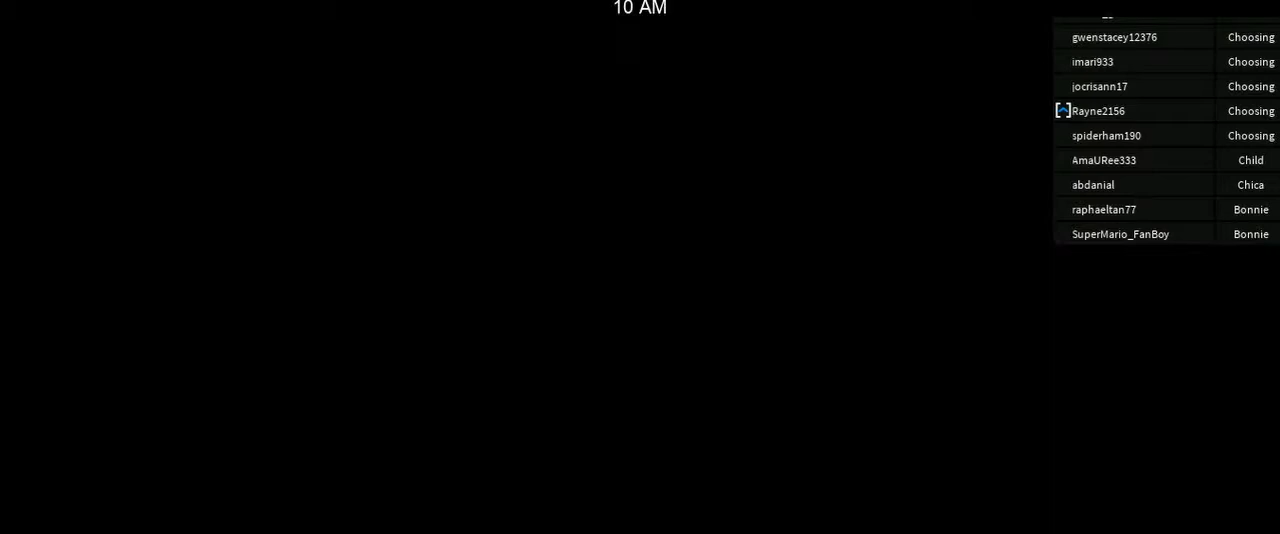 10 AM
gwenstacey12376 Choosing
imari933 Choosing
jocrisann17 Choosing
Rayne2156 Choosing
spiderham190 Choosing
AmaURee333 Child
abdanial Chica
raphaeltan77 Bonnie
SuperMario_FanBoy Bonnie